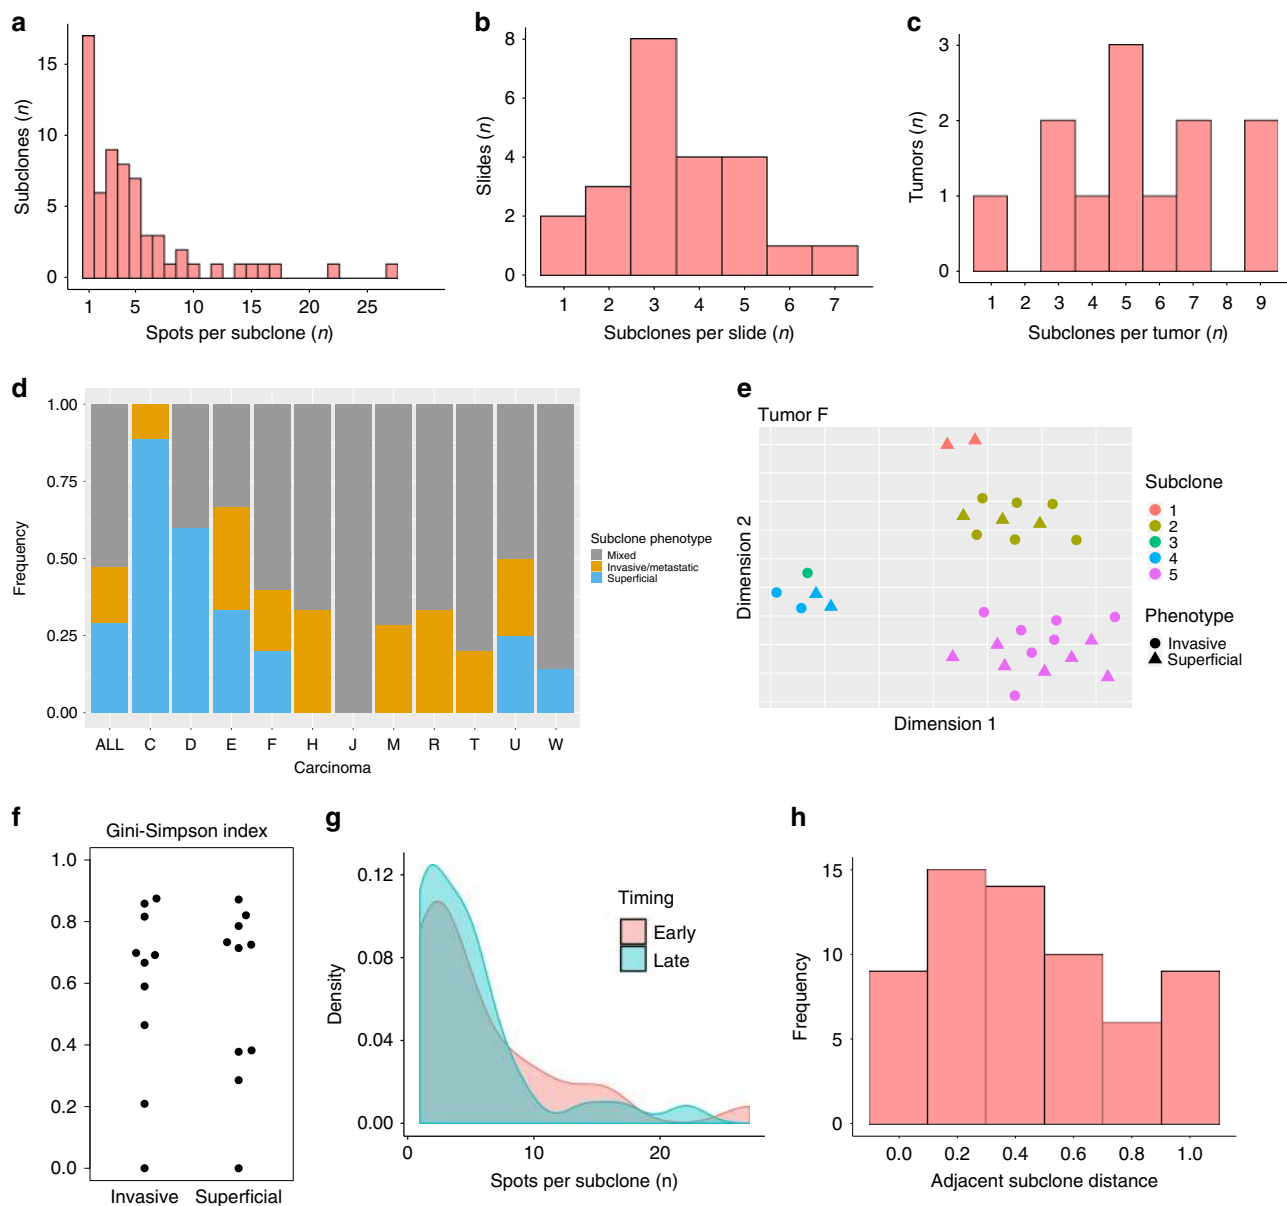 a
Subclones (n)
15
10
5
0
1 5 10 15 20 25
Spots per subclone (n)
b
Slides (n)
8
6
4
2
0
1 2 3 4 5 6 7
Subclones per slide (n)
c
Tumors (n)
3
2
1
0
1 2 3 4 5 6 7 8 9
Subclones per tumor (n)
d
Frequency
1.00
0.75
0.50
0.25
0.00
ALL C D E F H J M R T U W
Carcinoma
Subclone phenotype
Mixed
Invasive/metastatic
Superficial
e
Tumor F
Dimension 2
Dimension 1
Subclone
1
2
3
4
5
Phenotype
Invasive
Superficial
f
Gini-Simpson index
1.0
0.8
0.6
0.4
0.2
0.0
Invasive Superficial
g
Density
0.12
0.08
0.04
0.00
0 10 20
Spots per subclone (n)
Timing
Early
Late
h
Frequency
15
10
5
0
0.0 0.2 0.4 0.6 0.8 1.0
Adjacent subclone distance